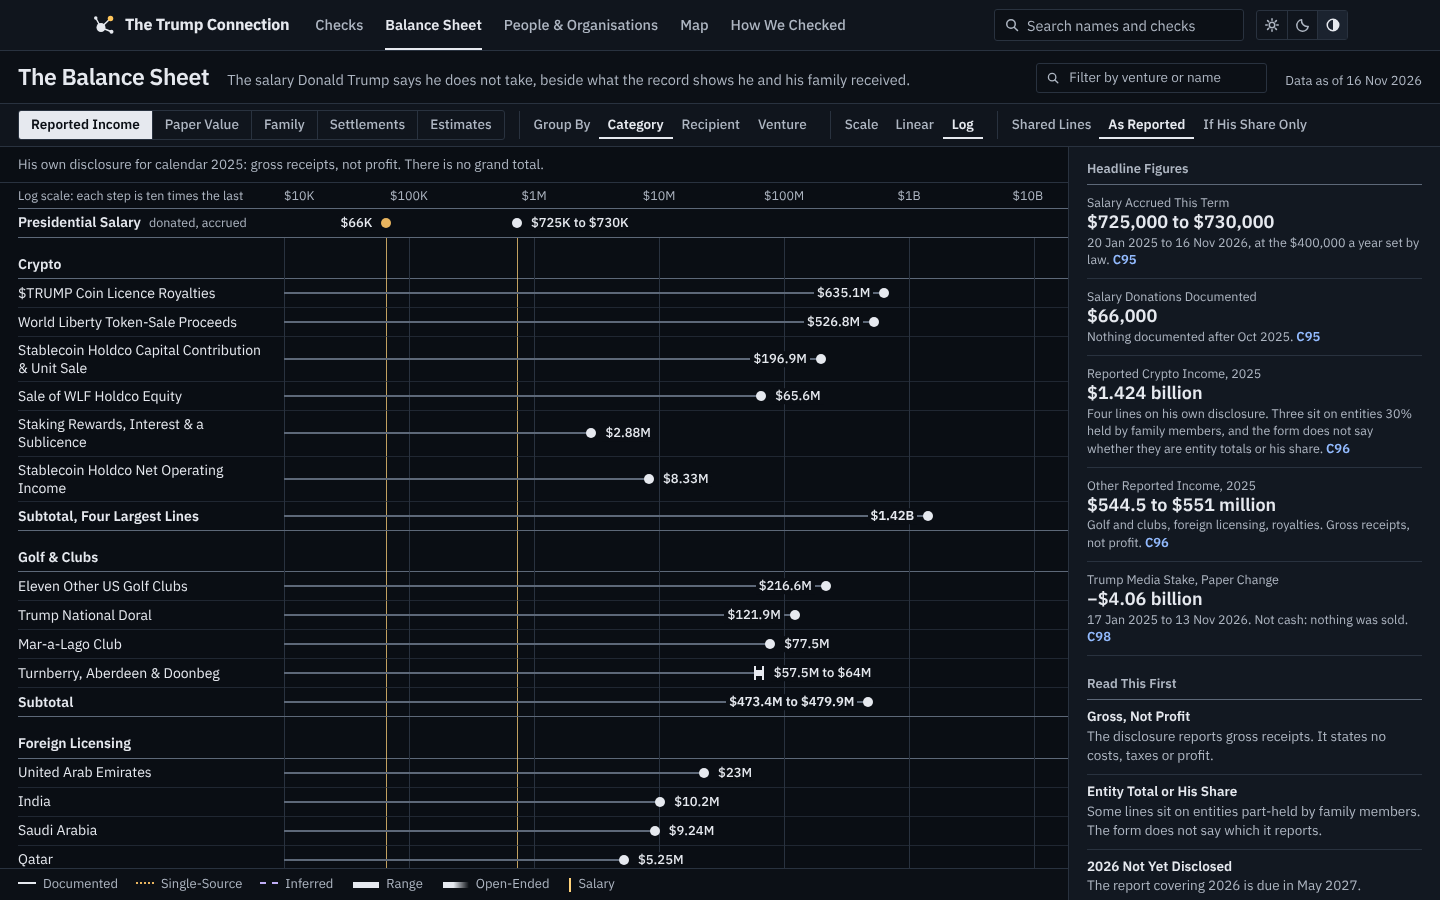 The Trump Connection Checks Balance Sheet People & Organisations Map How We Checked Search names and checks
The Balance Sheet The salary Donald Trump says he does not take, beside what the record shows he and his family received. Filter by venture or name Data as of 16 Nov 2026
Reported Income Paper Value Family Settlements Estimates Group By Category Recipient Venture Scale Linear Log Shared Lines As Reported If His Share Only
His own disclosure for calendar 2025: gross receipts, not profit. There is no grand total.
Log scale: each step is ten times the last $10K $100K $1M $10M $100M $1B $10B
Presidential Salary donated, accrued $66K $725K to $730K
Crypto
$TRUMP Coin Licence Royalties $635.1M
World Liberty Token-Sale Proceeds $526.8M
Stablecoin Holdco Capital Contribution
& Unit Sale $196.9M
Sale of WLF Holdco Equity $65.6M
Staking Rewards, Interest & a
Sublicence $2.88M
Stablecoin Holdco Net Operating
Income $8.33M
Subtotal, Four Largest Lines $1.42B
Golf & Clubs
Eleven Other US Golf Clubs $216.6M
Trump National Doral $121.9M
Mar-a-Lago Club $77.5M
Turnberry, Aberdeen & Doonbeg $57.5M to $64M
Subtotal $473.4M to $479.9M
Foreign Licensing
United Arab Emirates $23M
India $10.2M
Saudi Arabia $9.24M
Qatar $5.25M
Documented Single-Source Inferred Range Open-Ended Salary
Headline Figures
Salary Accrued This Term
$725,000 to $730,000
20 Jan 2025 to 16 Nov 2026, at the $400,000 a year set by
law. C95
Salary Donations Documented
$66,000
Nothing documented after Oct 2025. C95
Reported Crypto Income, 2025
$1.424 billion
Four lines on his own disclosure. Three sit on entities 30%
held by family members, and the form does not say
whether they are entity totals or his share. C96
Other Reported Income, 2025
$544.5 to $551 million
Golf and clubs, foreign licensing, royalties. Gross receipts,
not profit. C96
Trump Media Stake, Paper Change
−$4.06 billion
17 Jan 2025 to 13 Nov 2026. Not cash: nothing was sold.
C98
Read This First
Gross, Not Profit
The disclosure reports gross receipts. It states no
costs, taxes or profit.
Entity Total or His Share
Some lines sit on entities part-held by family members.
The form does not say which it reports.
2026 Not Yet Disclosed
The report covering 2026 is due in May 2027.